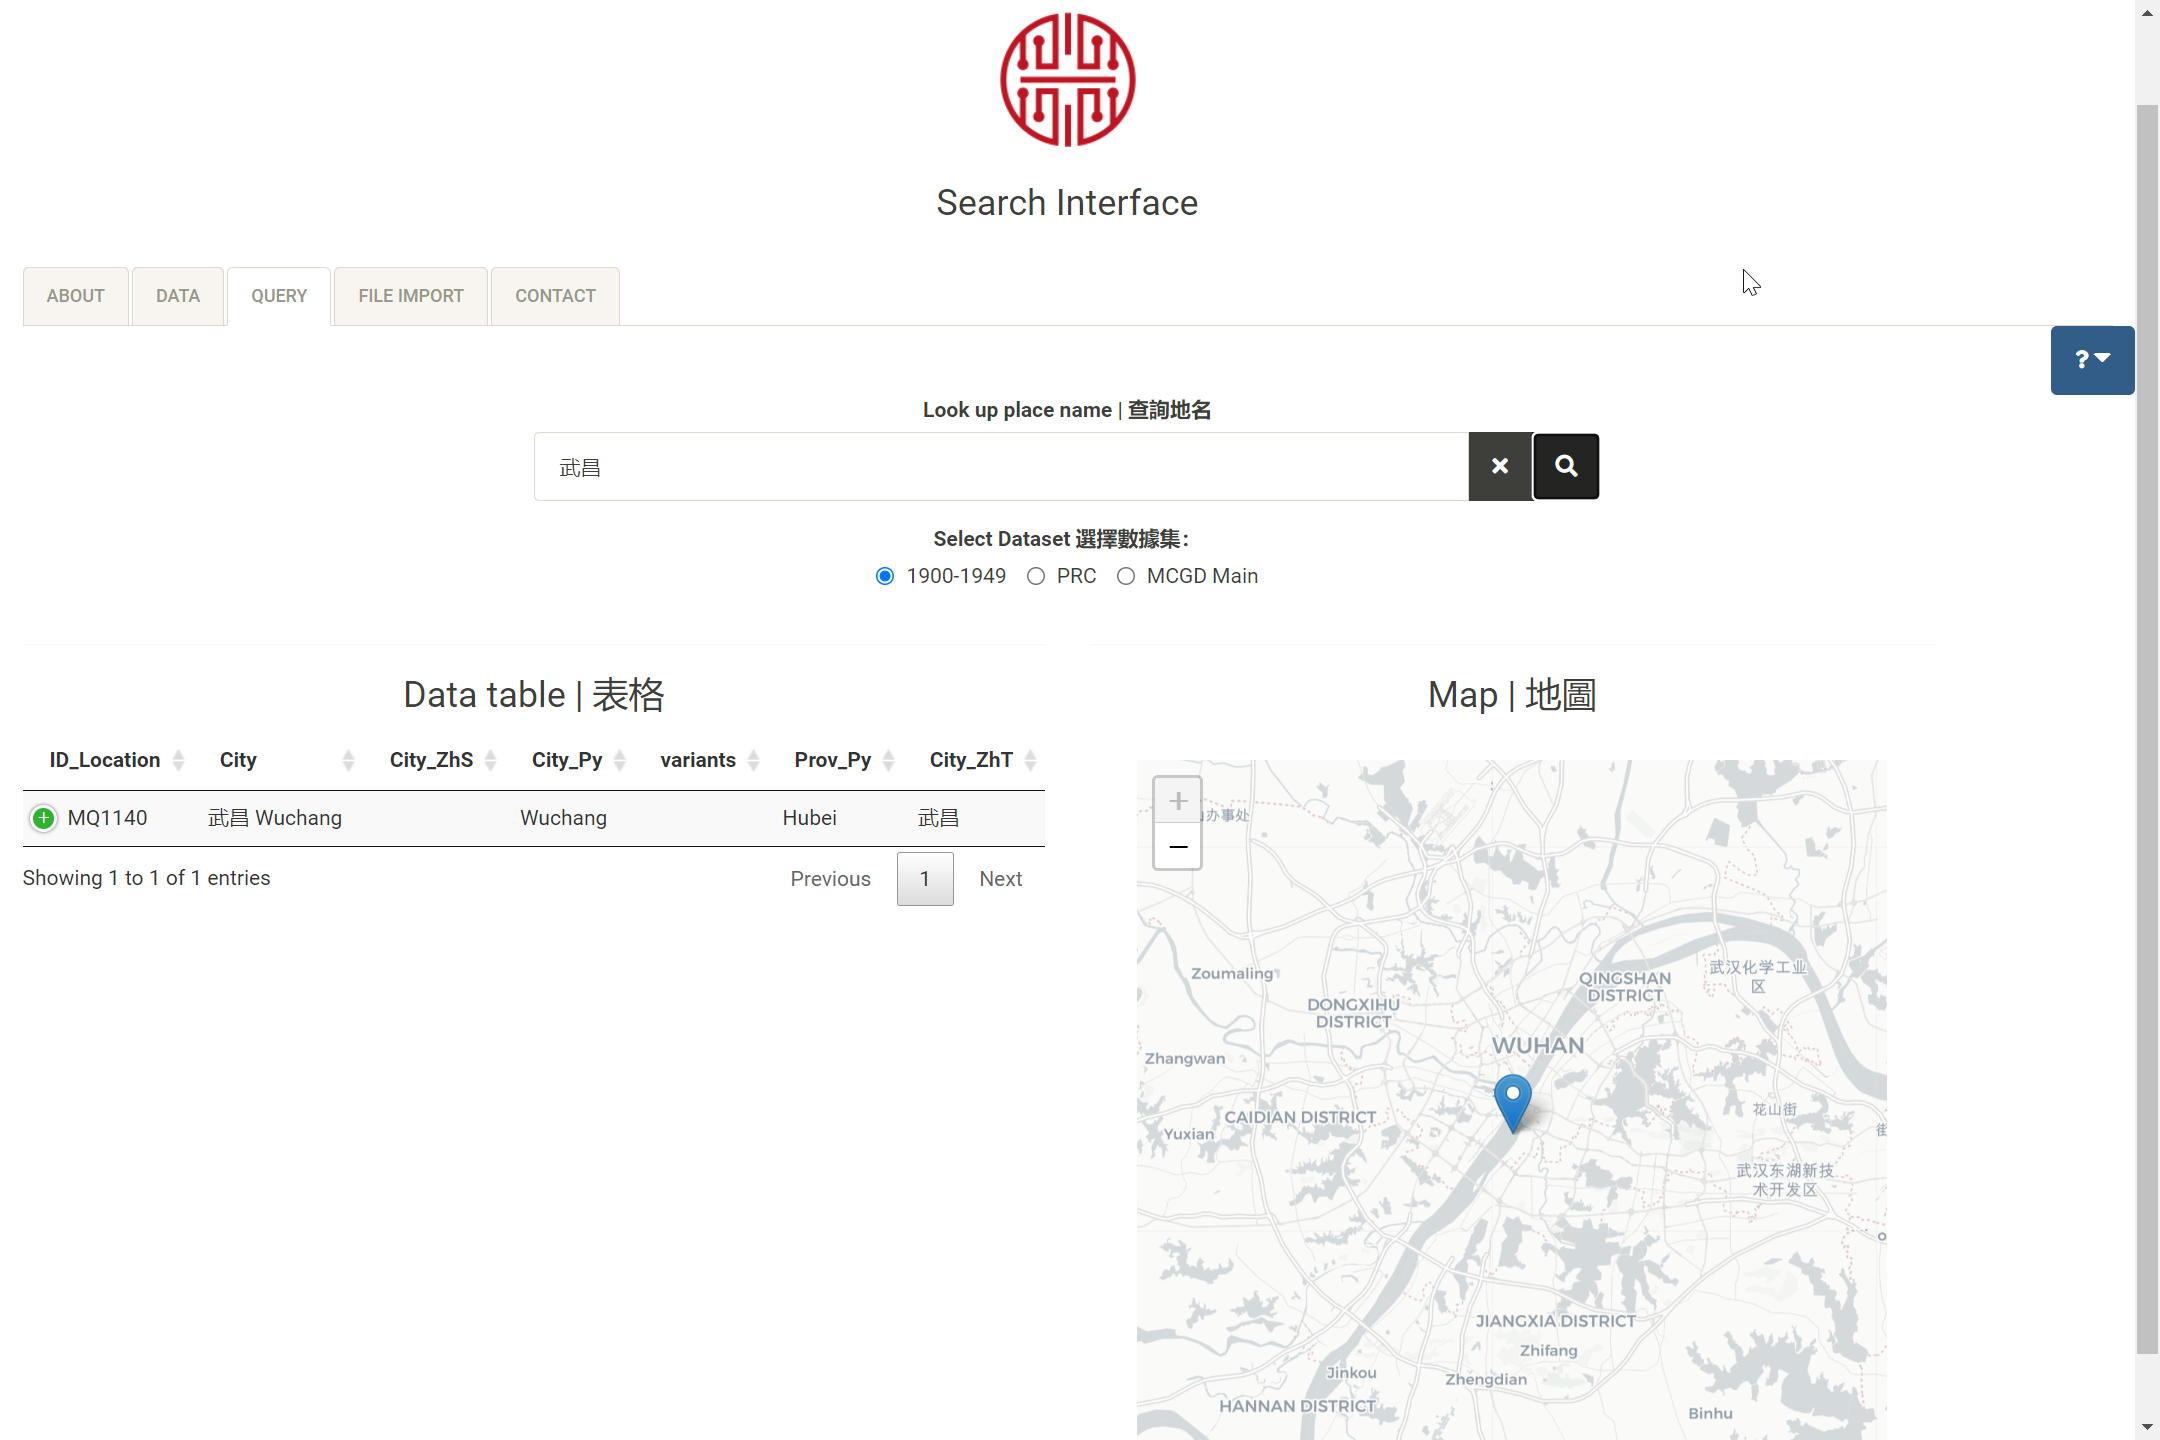 Search Interface
ABOUT
DATA
QUERY
FILE IMPORT
CONTACT
?
Look up place name | 查詢地名
武昌
Select Dataset 選擇數據集：
1900-1949 PRC MCGD Main
Data table | 表格
ID_Location City City_ZhS City_Py variants Prov_Py City_ZhT
MQ1140 武昌 Wuchang Wuchang Hubei 武昌
Showing 1 to 1 of 1 entries
Previous 1 Next
Map | 地圖
+
−
办事处
Zoumaling
DONGXIHU
DISTRICT
QINGSHAN
DISTRICT
武汉化学工业
区
WUHAN
Zhangwan
CAIDIAN DISTRICT
Yuxian
花山街
街
武汉东湖新技
术开发区
JIANGXIA DISTRICT
Zhifang
Jinkou
Zhengdian
HANNAN DISTRICT
Binhu